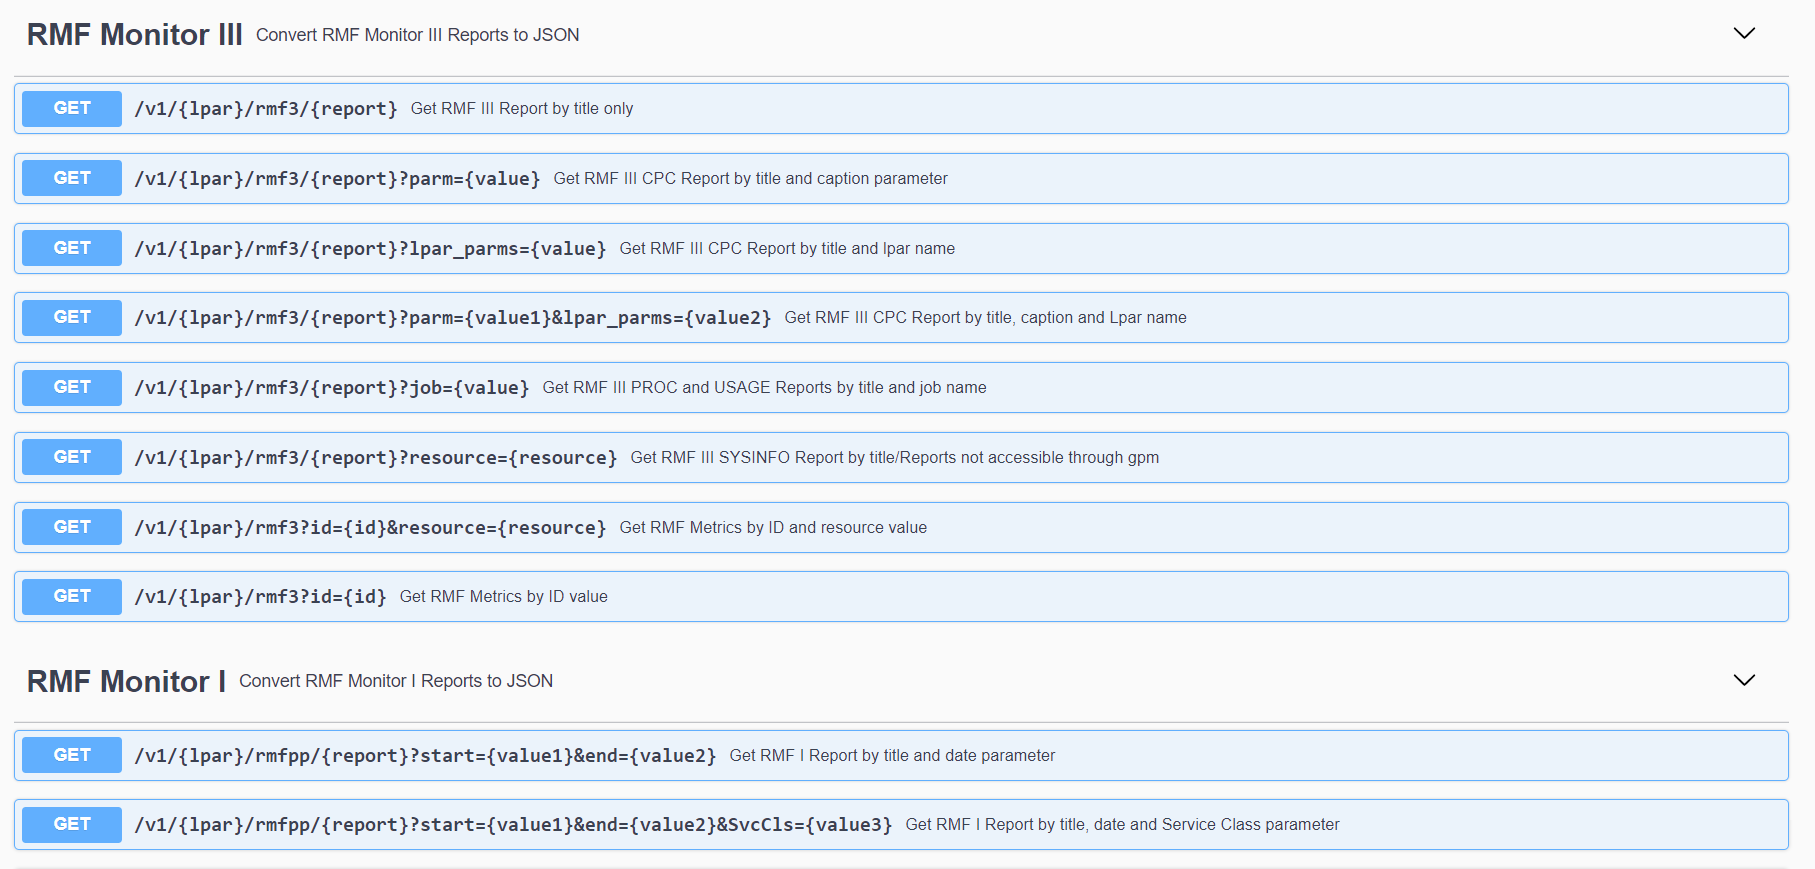 RMF Monitor III Convert RMF Monitor III Reports to JSON
GET /v1/{lpar}/rmf3/{report} Get RMF III Report by title only
GET /v1/{lpar}/rmf3/{report}?parm={value} Get RMF III CPC Report by title and caption parameter
GET /v1/{lpar}/rmf3/{report}?lpar_parms={value} Get RMF III CPC Report by title and lpar name
GET /v1/{lpar}/rmf3/{report}?parm={value1}&lpar_parms={value2} Get RMF III CPC Report by title, caption and Lpar name
GET /v1/{lpar}/rmf3/{report}?job={value} Get RMF III PROC and USAGE Reports by title and job name
GET /v1/{lpar}/rmf3/{report}?resource={resource} Get RMF III SYSINFO Report by title/Reports not accessible through gpm
GET /v1/{lpar}/rmf3?id={id}&resource={resource} Get RMF Metrics by ID and resource value
GET /v1/{lpar}/rmf3?id={id} Get RMF Metrics by ID value
RMF Monitor I Convert RMF Monitor I Reports to JSON
GET /v1/{lpar}/rmfpp/{report}?start={value1}&end={value2} Get RMF I Report by title and date parameter
GET /v1/{lpar}/rmfpp/{report}?start={value1}&end={value2}&SvcCls={value3} Get RMF I Report by title, date and Service Class parameter